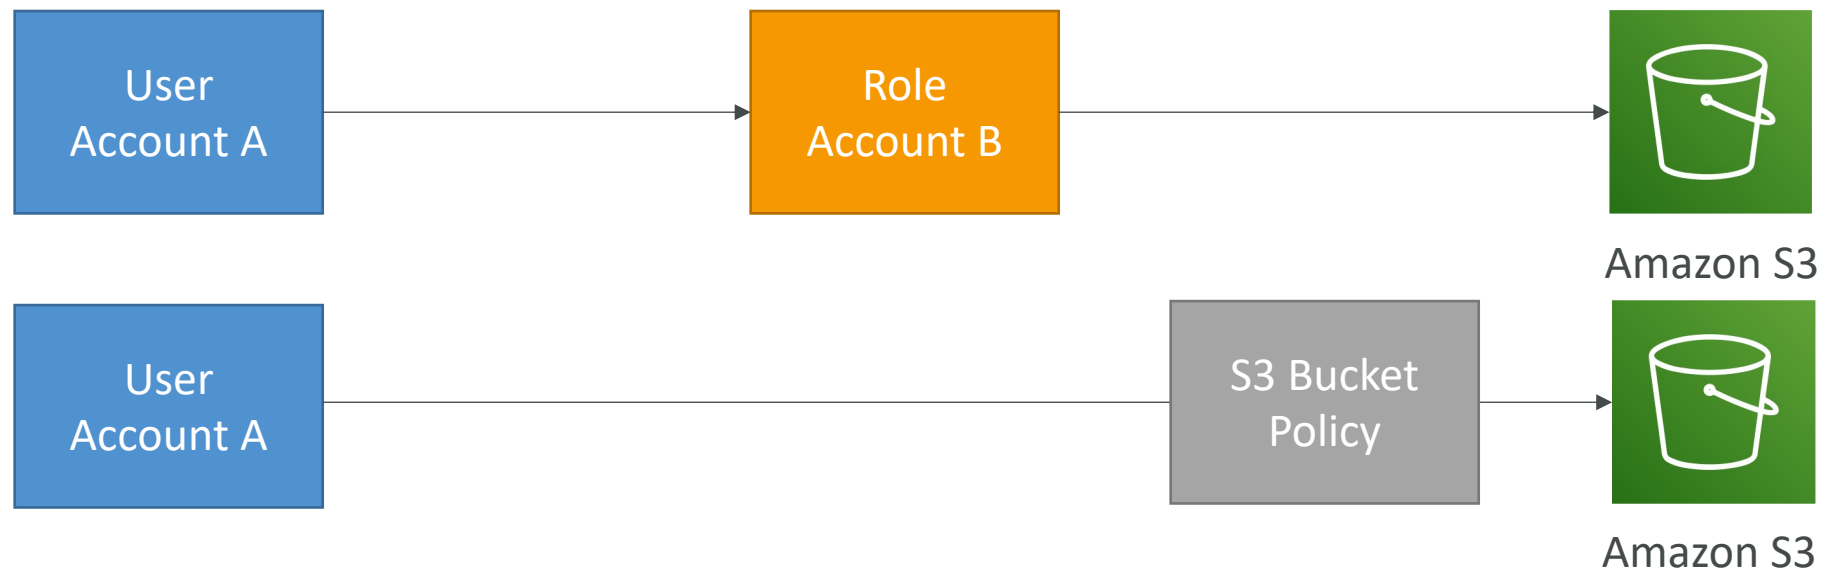 User
Account A
Role
Account B
Amazon S3
User
Account A
S3 Bucket
Policy
Amazon S3